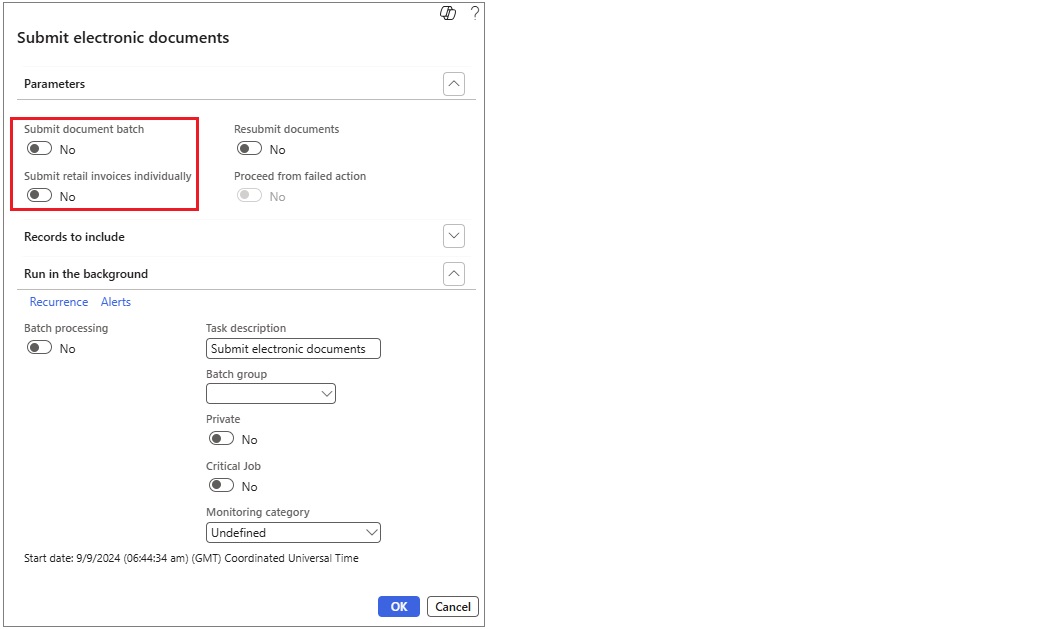 ?
Submit electronic documents
Parameters
Submit document batch
No
Resubmit documents
No
Submit retail invoices individually
No
Proceed from failed action
No
Records to include
Run in the background
Recurrence Alerts
Batch processing
No
Task description
Submit electronic documents
Batch group
Private
No
Critical Job
No
Monitoring category
Undefined
Start date: 9/9/2024 (06:44:34 am) (GMT) Coordinated Universal Time
OK Cancel